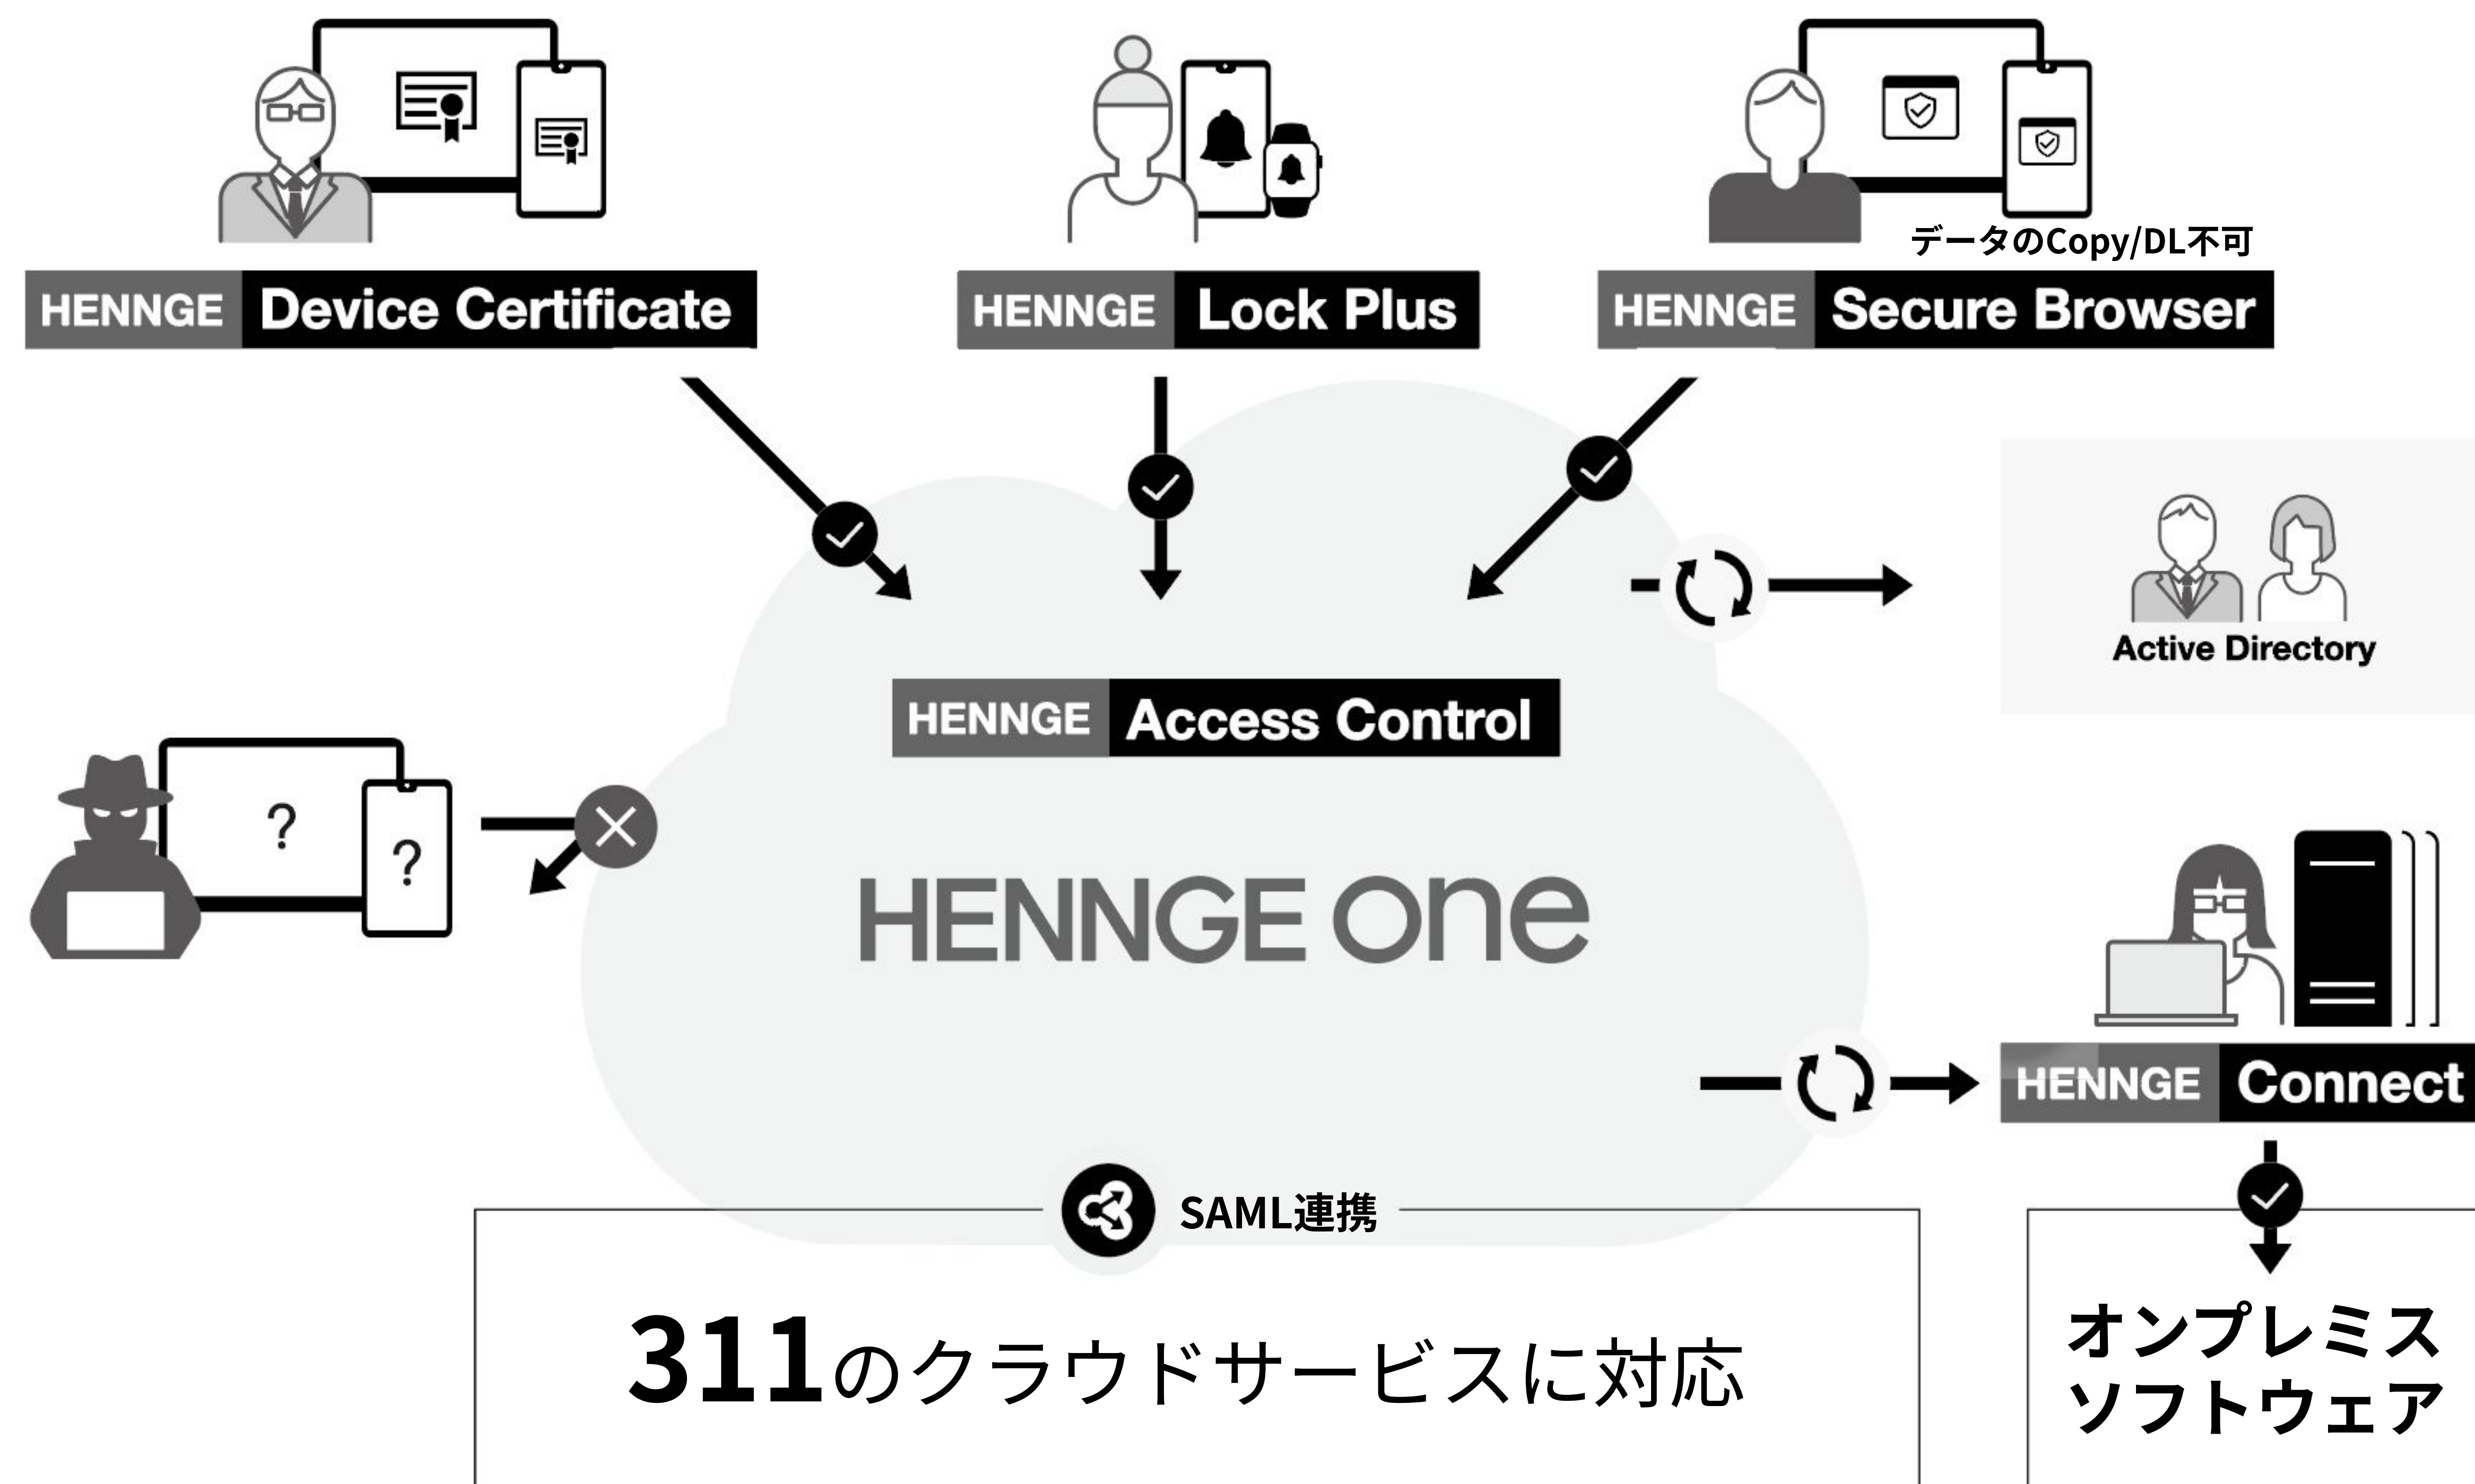 データのCopy/DL不可
HENNGE Device Certificate
HENNGE Lock Plus
HENNGE Secure Browser
Active Directory
HENNGE Access Control
? ?
HENNGE one
HENNGE Connect
SAML連携
311のクラウドサービスに対応
オンプレミス
ソフトウェア